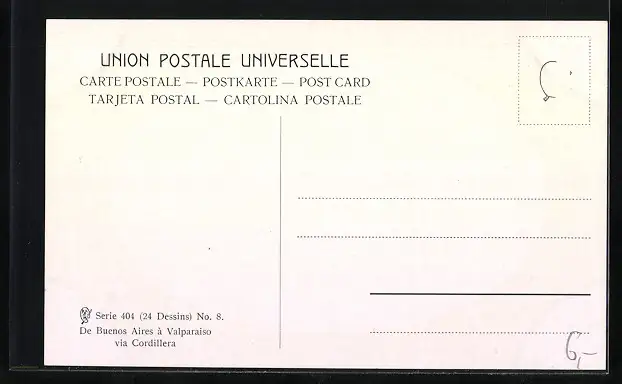 UNION POSTALE UNIVERSELLE
CARTE POSTALE — POSTKARTE — POST CARD
TARJETA POSTAL — CARTOLINA POSTALE
Serie 404 (24 Dessins) No. 8.
De Buenos Aires à Valparaiso
via Cordillera
6,-